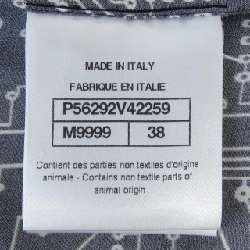 MADE IN ITALY
FABRIQUE EN ITALIE
P56292V42259
M9999 38
Contient des parties non textiles d'origine
animale - Contains non textile parts of
animal origin